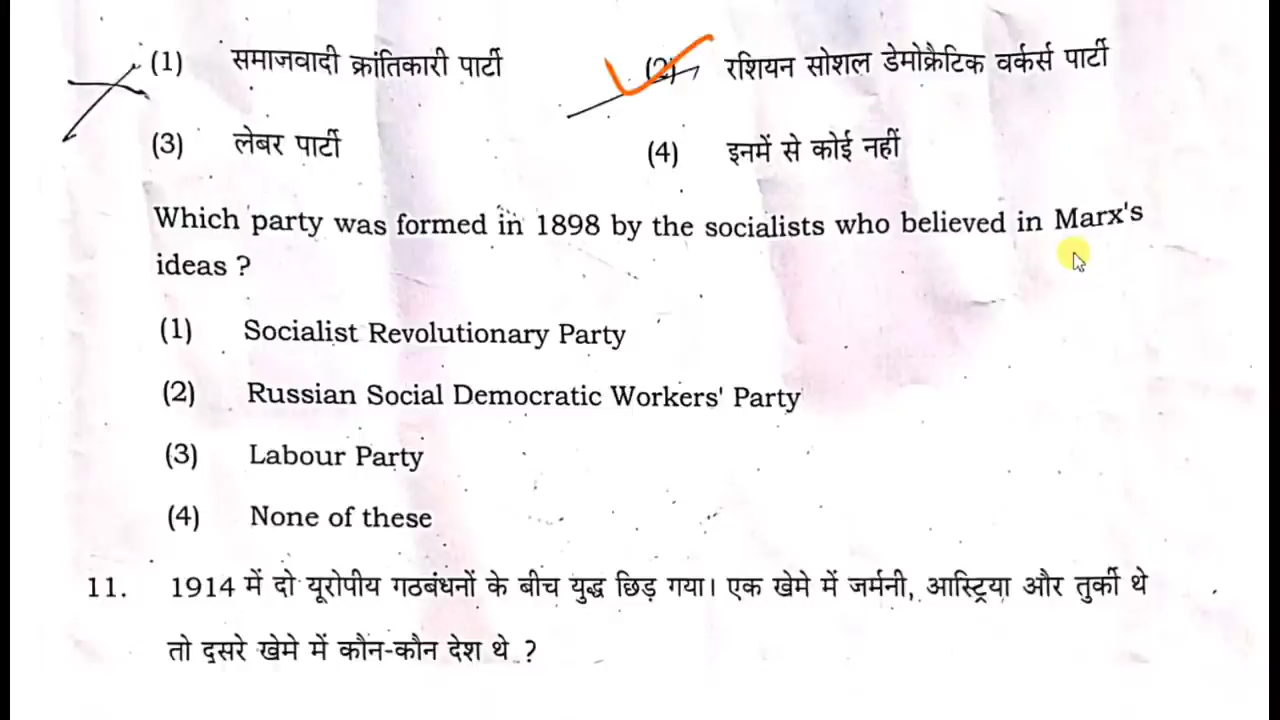 (1) समाजवादी क्रांतिकारी पार्टी (2) रशियन सोशल डेमोक्रैटिक वर्कर्स पार्टी
(3) लेबर पार्टी (4) इनमें से कोई नहीं
Which party was formed in 1898 by the socialists who believed in Marx's
ideas ?
(1) Socialist Revolutionary Party
(2) Russian Social Democratic Workers' Party
(3) Labour Party
(4) None of these
11. 1914 में दो यूरोपीय गठबंधनों के बीच युद्ध छिड़ गया। एक खेमे में जर्मनी, आस्ट्रिया और तुर्की थे
तो दूसरे खेमे में कौन-कौन देश थे ?